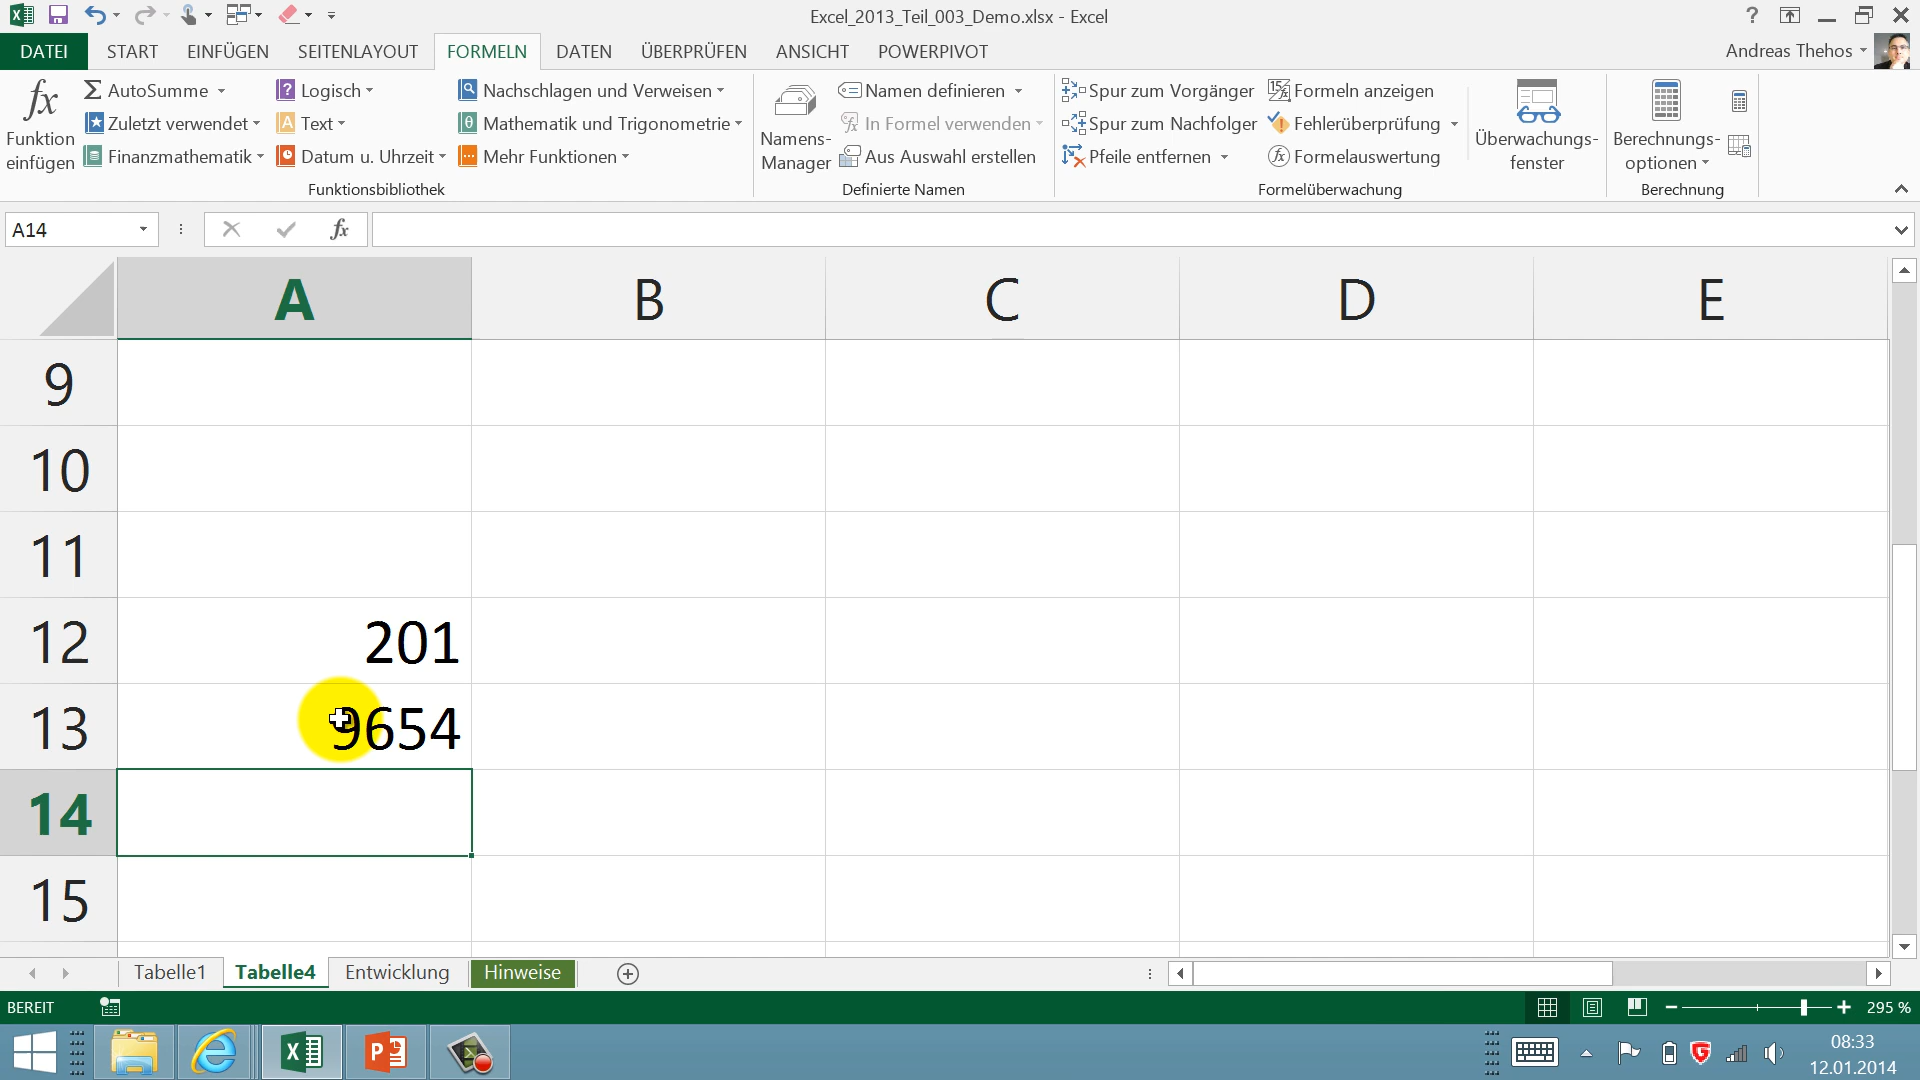 Excel_2013_Teil_003_Demo.xlsx - Excel
DATEI START EINFÜGEN SEITENLAYOUT FORMELN DATEN ÜBERPRÜFEN ANSICHT POWERPIVOT Andreas Thehos
fx Funktion einfügen
AutoSumme
Zuletzt verwendet
Finanzmathematik
Logisch
Text
Datum u. Uhrzeit
Nachschlagen und Verweisen
Mathematik und Trigonometrie
Mehr Funktionen
Funktionsbibliothek
Namens-
Manager
Namen definieren
In Formel verwenden
Aus Auswahl erstellen
Definierte Namen
Spur zum Vorgänger
Spur zum Nachfolger
Pfeile entfernen
Formeln anzeigen
Fehlerüberprüfung
Formelauswertung
Formelüberwachung
Überwachungs-
fenster
Berechnungs-
optionen
Berechnung
A14 fx
A B C D E
9
10
11
12 201
13 9654
14
15
Tabelle1 Tabelle4 Entwicklung Hinweise
BEREIT 295 %
08:33
12.01.2014